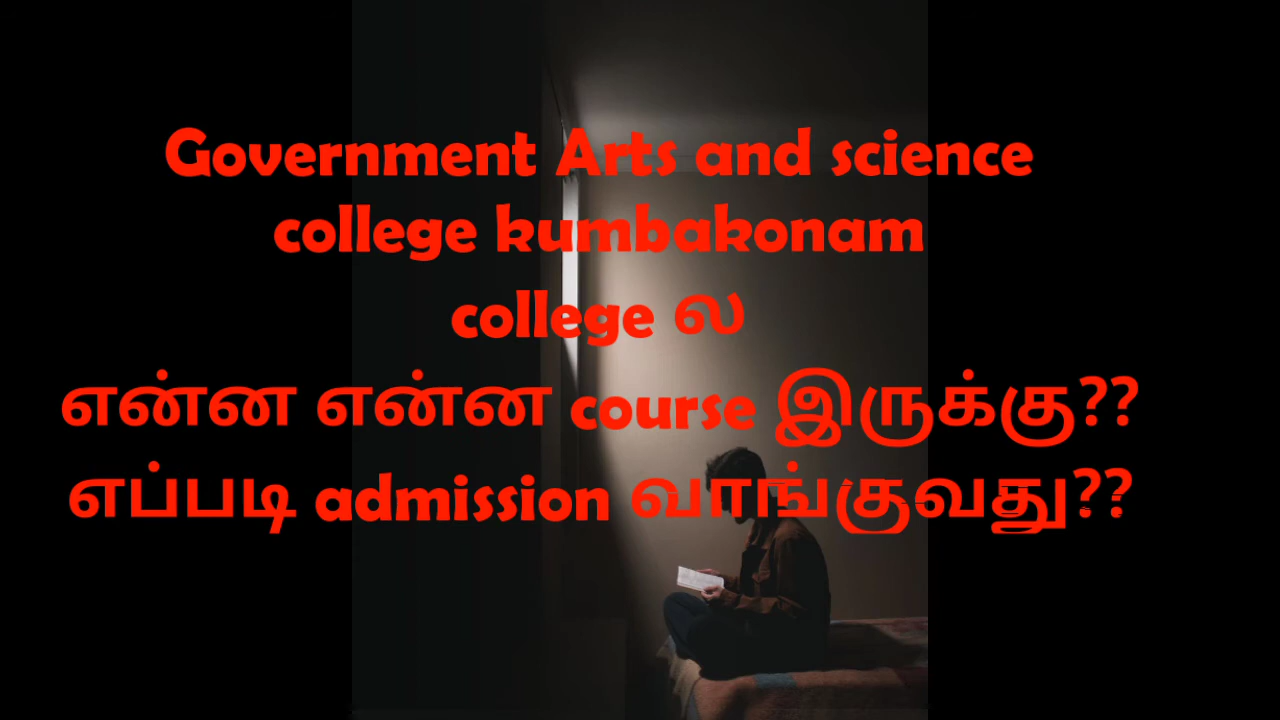 Government Arts and science
college kumbakonam
college ல
என்ன என்ன course இருக்கு??
எப்படி admission வாங்குவது??